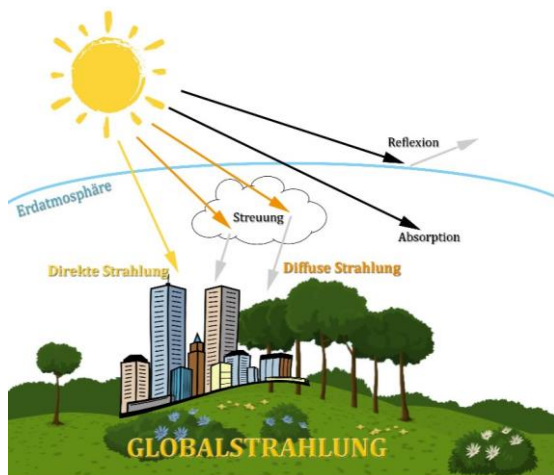 Reflexion
Erdatmosphäre
Streuung
Absorption
Direkte Strahlung
Diffuse Strahlung
GLOBALSTRAHLUNG